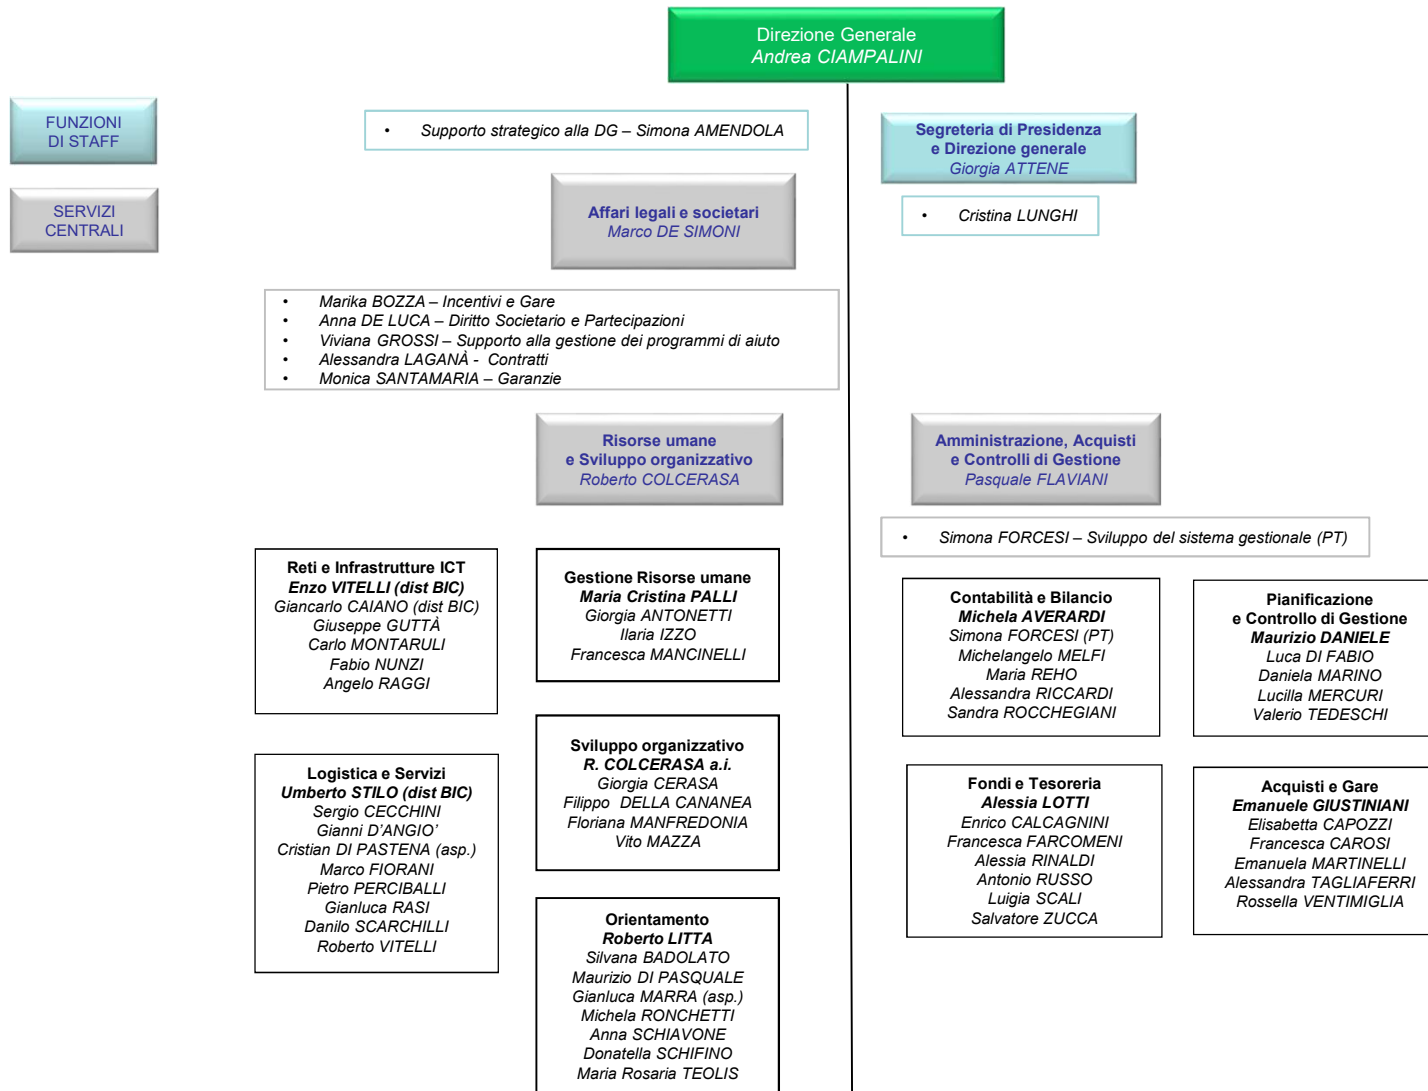 Direzione Generale
Andrea CIAMPALINI
FUNZIONI
DI STAFF
SERVIZI
CENTRALI
• Supporto strategico alla DG – Simona AMENDOLA
Segreteria di Presidenza
e Direzione generale
Giorgia ATTENE
• Cristina LUNGHI
Affari legali e societari
Marco DE SIMONI
• Marika BOZZA – Incentivi e Gare
• Anna DE LUCA – Diritto Societario e Partecipazioni
• Viviana GROSSI – Supporto alla gestione dei programmi di aiuto
• Alessandra LAGANÀ - Contratti
• Monica SANTAMARIA – Garanzie
Risorse umane
e Sviluppo organizzativo
Roberto COLCERASA
Amministrazione, Acquisti
e Controlli di Gestione
Pasquale FLAVIANI
• Simona FORCESI – Sviluppo del sistema gestionale (PT)
Reti e Infrastrutture ICT
Enzo VITELLI (dist BIC)
Giancarlo CAIANO (dist BIC)
Giuseppe GUTTÀ
Carlo MONTARULI
Fabio NUNZI
Angelo RAGGI
Gestione Risorse umane
Maria Cristina PALLI
Giorgia ANTONETTI
Ilaria IZZO
Francesca MANCINELLI
Contabilità e Bilancio
Michela AVERARDI
Simona FORCESI (PT)
Michelangelo MELFI
Maria REHO
Alessandra RICCARDI
Sandra ROCCHEGIANI
Pianificazione
e Controllo di Gestione
Maurizio DANIELE
Luca DI FABIO
Daniela MARINO
Lucilla MERCURI
Valerio TEDESCHI
Logistica e Servizi
Umberto STILO (dist BIC)
Sergio CECCHINI
Gianni D'ANGIO'
Cristian DI PASTENA (asp.)
Marco FIORANI
Pietro PERCIBALLI
Gianluca RASI
Danilo SCARCHILLI
Roberto VITELLI
Sviluppo organizzativo
R. COLCERASA a.i.
Giorgia CERASA
Filippo DELLA CANANEA
Floriana MANFREDONIA
Vito MAZZA
Fondi e Tesoreria
Alessia LOTTI
Enrico CALCAGNINI
Francesca FARCOMENI
Alessia RINALDI
Antonio RUSSO
Luigia SCALI
Salvatore ZUCCA
Acquisti e Gare
Emanuele GIUSTINIANI
Elisabetta CAPOZZI
Francesca CAROSI
Emanuela MARTINELLI
Alessandra TAGLIAFERRI
Rossella VENTIMIGLIA
Orientamento
Roberto LITTA
Silvana BADOLATO
Maurizio DI PASQUALE
Gianluca MARRA (asp.)
Michela RONCHETTI
Anna SCHIAVONE
Donatella SCHIFINO
Maria Rosaria TEOLIS